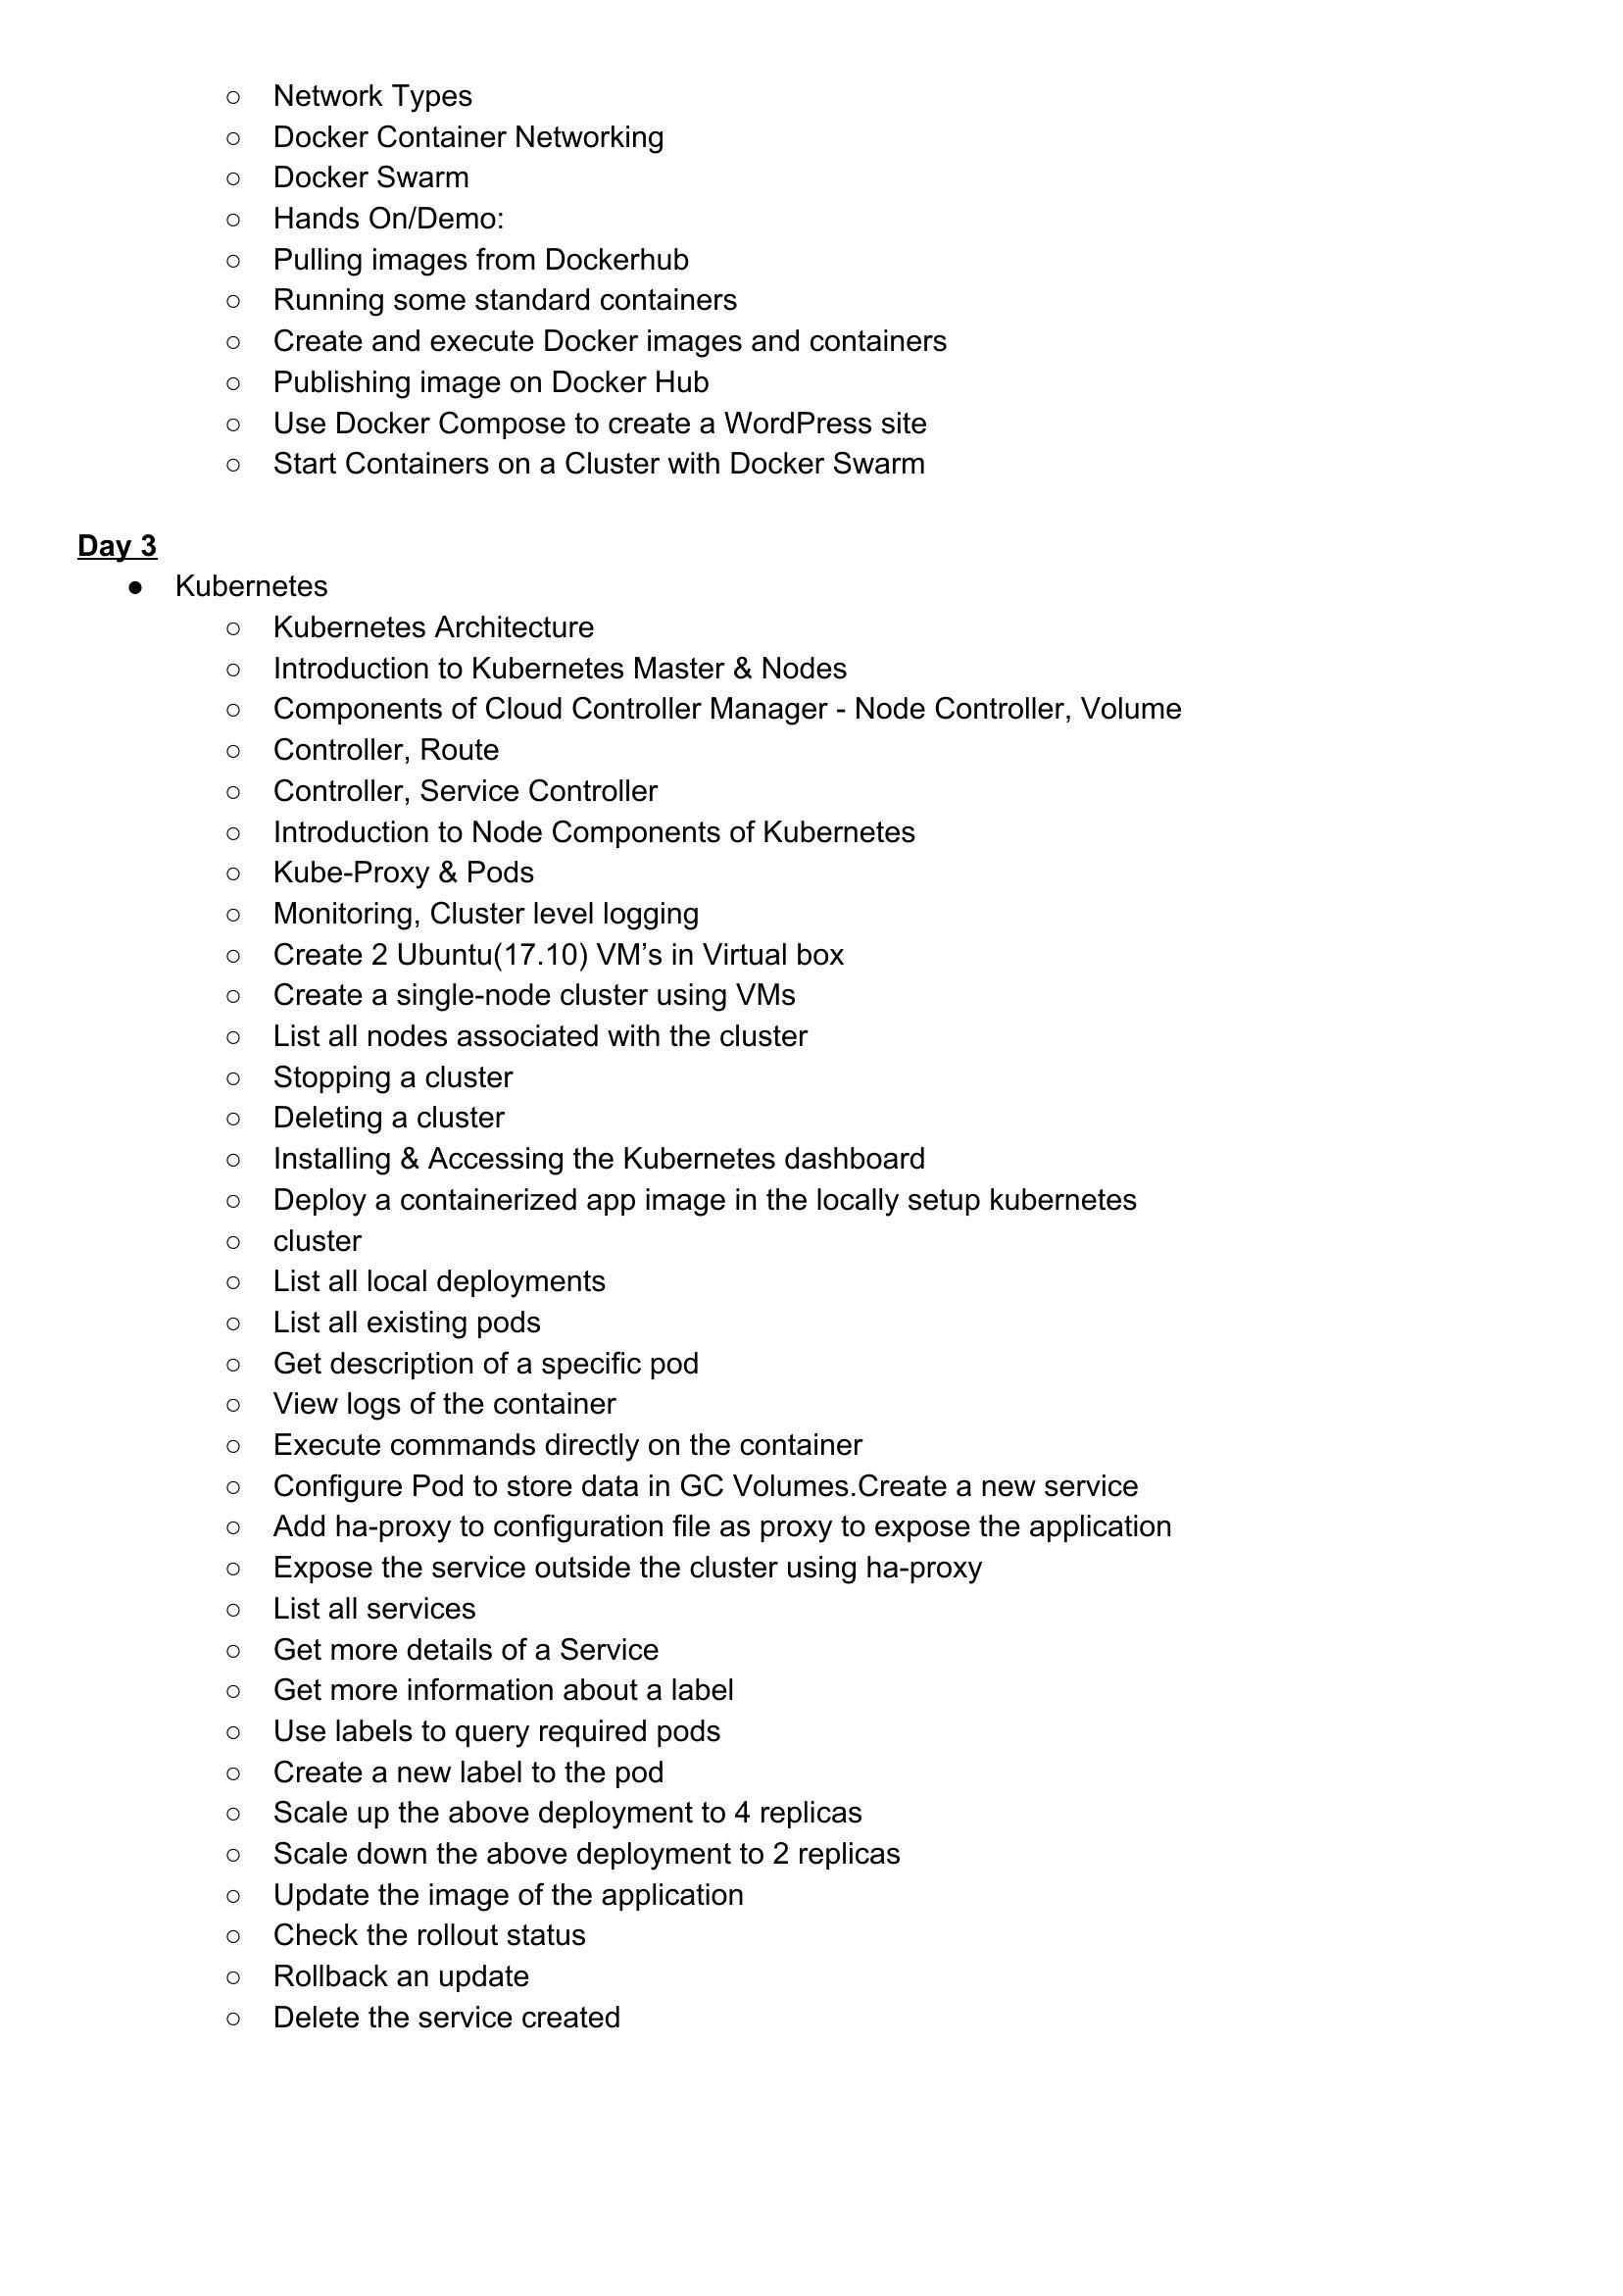 ○ Network Types
○ Docker Container Networking
○ Docker Swarm
○ Hands On/Demo:
○ Pulling images from Dockerhub
○ Running some standard containers
○ Create and execute Docker images and containers
○ Publishing image on Docker Hub
○ Use Docker Compose to create a WordPress site
○ Start Containers on a Cluster with Docker Swarm
Day 3
● Kubernetes
○ Kubernetes Architecture
○ Introduction to Kubernetes Master & Nodes
○ Components of Cloud Controller Manager - Node Controller, Volume
○ Controller, Route
○ Controller, Service Controller
○ Introduction to Node Components of Kubernetes
○ Kube-Proxy & Pods
○ Monitoring, Cluster level logging
○ Create 2 Ubuntu(17.10) VM’s in Virtual box
○ Create a single-node cluster using VMs
○ List all nodes associated with the cluster
○ Stopping a cluster
○ Deleting a cluster
○ Installing & Accessing the Kubernetes dashboard
○ Deploy a containerized app image in the locally setup kubernetes
○ cluster
○ List all local deployments
○ List all existing pods
○ Get description of a specific pod
○ View logs of the container
○ Execute commands directly on the container
○ Configure Pod to store data in GC Volumes.Create a new service
○ Add ha-proxy to configuration file as proxy to expose the application
○ Expose the service outside the cluster using ha-proxy
○ List all services
○ Get more details of a Service
○ Get more information about a label
○ Use labels to query required pods
○ Create a new label to the pod
○ Scale up the above deployment to 4 replicas
○ Scale down the above deployment to 2 replicas
○ Update the image of the application
○ Check the rollout status
○ Rollback an update
○ Delete the service created